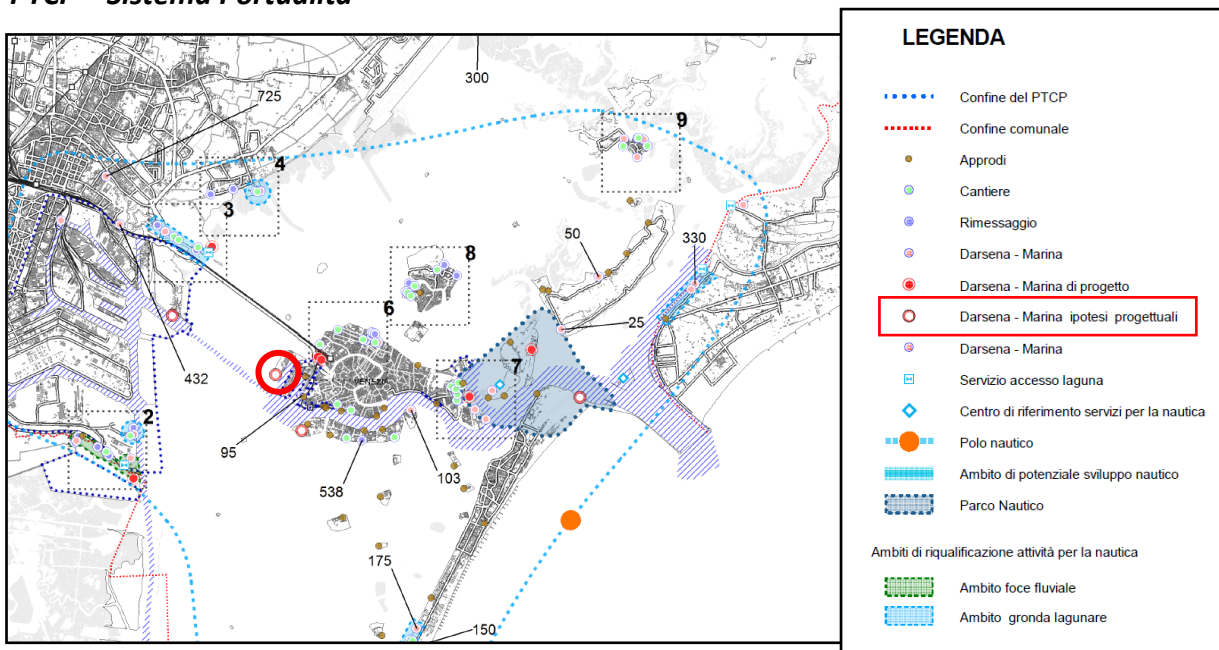 PTCP - Sistema Portualità
300
725
9
4
3
50
330
8
6
25
7
VENEZIA
432
2
95
103
538
175
150
LEGENDA
Confine del PTCP
Confine comunale
Approdi
Cantiere
Rimessaggio
Darsena - Marina
Darsena - Marina di progetto
Darsena - Marina ipotesi progettuali
Darsena - Marina
Servizio accesso laguna
Centro di riferimento servizi per la nautica
Polo nautico
Ambito di potenziale sviluppo nautico
Parco Nautico
Ambiti di riqualificazione attività per la nautica
Ambito foce fluviale
Ambito gronda lagunare